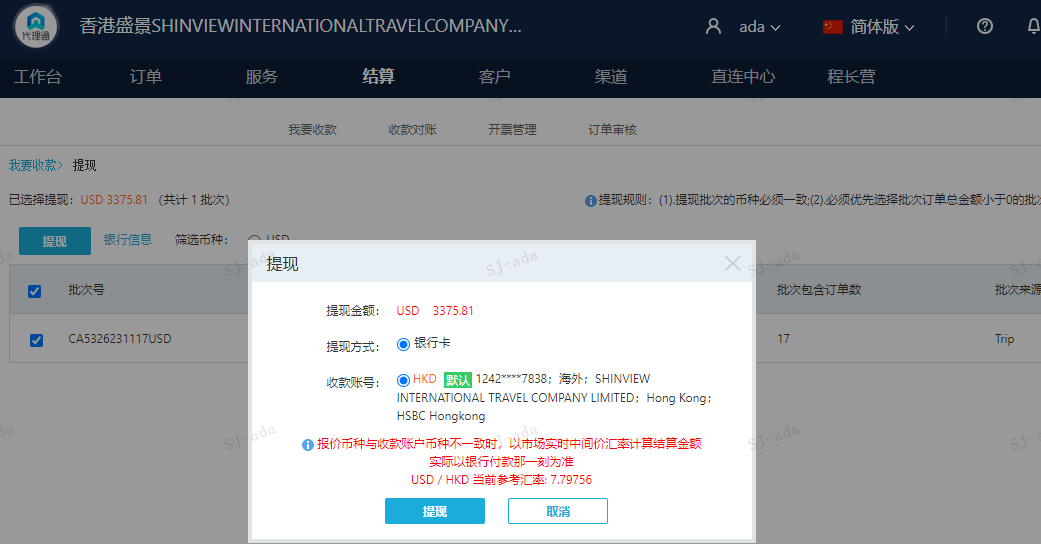 代理通
香港盛景SHINVIEWINTERNATIONALTRAVELCOMPANY...
ada
简体版
工作台
订单
服务
结算
客户
渠道
直连中心
程长营
我要收款
收款对账
开票管理
订单审核
我要收款> 提现
已选择提现：USD 3375.81 （共计 1 批次）
提现规则：(1).提现批次的币种必须一致;(2).必须优先选择批次订单总金额小于0的批次
提现
银行信息
筛选币种：
USD
批次号
批次包含订单数
批次来源
CA5326231117USD
17
Trip
提现
提现金额： USD 3375.81
提现方式： 银行卡
收款账号： HKD 默认 1242****7838；海外；SHINVIEW
INTERNATIONAL TRAVEL COMPANY LIMITED；Hong Kong；
HSBC Hongkong
报价币种与收款账户币种不一致时，以市场实时中间价汇率计算结算金额
实际以银行付款那一刻为准
USD / HKD 当前参考汇率: 7.79756
提现
取消
SJ-ada
SJ-ada
SJ-ada
SJ-ada